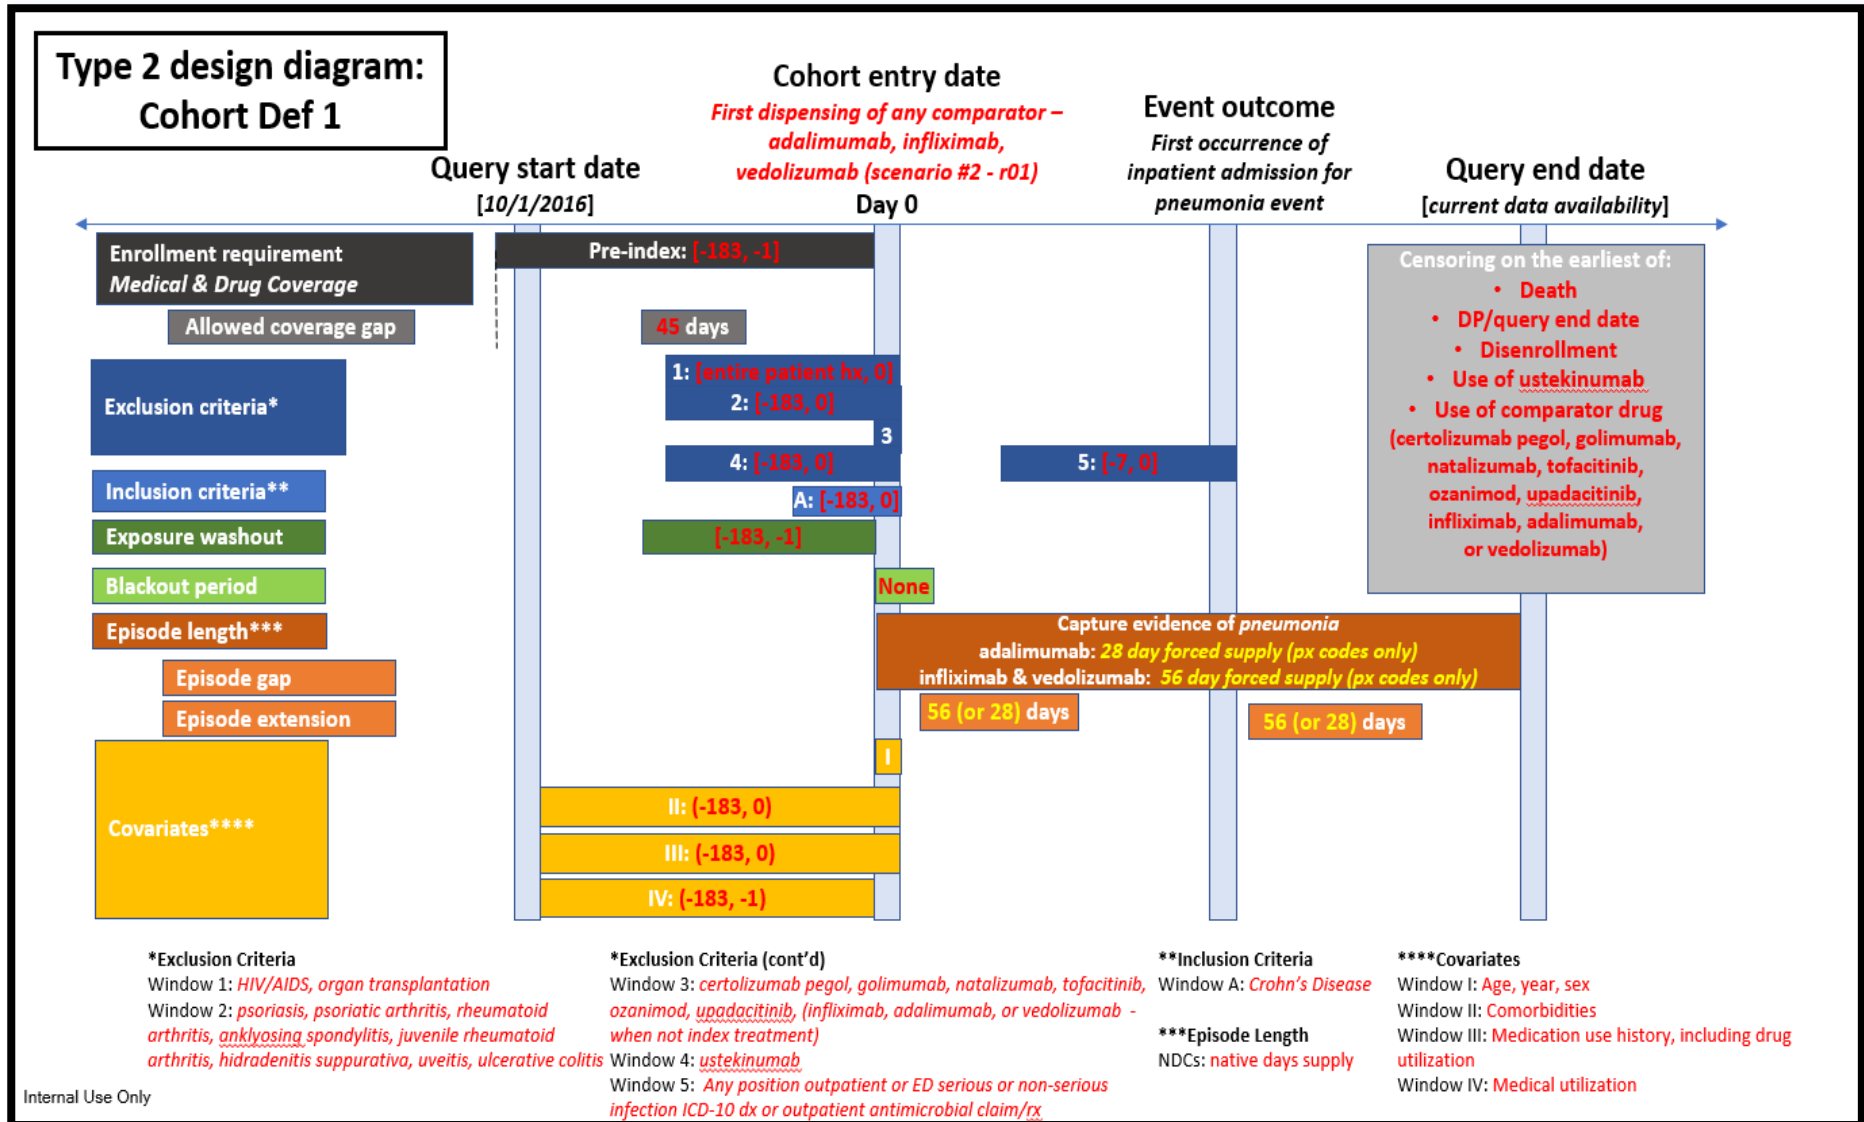 Type 2 design diagram:
Cohort Def 1
Cohort entry date
First dispensing of any comparator –
adalimumab, infliximab,
vedolizumab (scenario #2 - r01)
Day 0
Event outcome
First occurrence of
inpatient admission for
pneumonia event
Query start date
[10/1/2016]
Query end date
[current data availability]
Enrollment requirement
Medical & Drug Coverage
Pre-index: [-183, -1]
Allowed coverage gap
45 days
Exclusion criteria*
1: [entire patient hx, 0]
2: [-183, 0]
3
4: [-183, 0]
5: [-7, 0]
Inclusion criteria**
A: [-183, 0]
Exposure washout
[-183, -1]
Blackout period
None
Episode length***
Capture evidence of pneumonia
adalimumab: 28 day forced supply (px codes only)
infliximab & vedolizumab: 56 day forced supply (px codes only)
Episode gap
56 (or 28) days
Episode extension
56 (or 28) days
Covariates****
I
II: (-183, 0)
III: (-183, 0)
IV: (-183, -1)
Censoring on the earliest of:
• Death
• DP/query end date
• Disenrollment
• Use of ustekinumab
• Use of comparator drug
(certolizumab pegol, golimumab,
natalizumab, tofacitinib,
ozanimod, upadacitinib,
infliximab, adalimumab,
or vedolizumab)
*Exclusion Criteria
Window 1: HIV/AIDS, organ transplantation
Window 2: psoriasis, psoriatic arthritis, rheumatoid
arthritis, anklyosing spondylitis, juvenile rheumatoid
arthritis, hidradenitis suppurativa, uveitis, ulcerative colitis
*Exclusion Criteria (cont'd)
Window 3: certolizumab pegol, golimumab, natalizumab, tofacitinib,
ozanimod, upadacitinib, (infliximab, adalimumab, or vedolizumab -
when not index treatment)
Window 4: ustekinumab
Window 5: Any position outpatient or ED serious or non-serious
infection ICD-10 dx or outpatient antimicrobial claim/rx
**Inclusion Criteria
Window A: Crohn's Disease
***Episode Length
NDCs: native days supply
****Covariates
Window I: Age, year, sex
Window II: Comorbidities
Window III: Medication use history, including drug
utilization
Window IV: Medical utilization
Internal Use Only